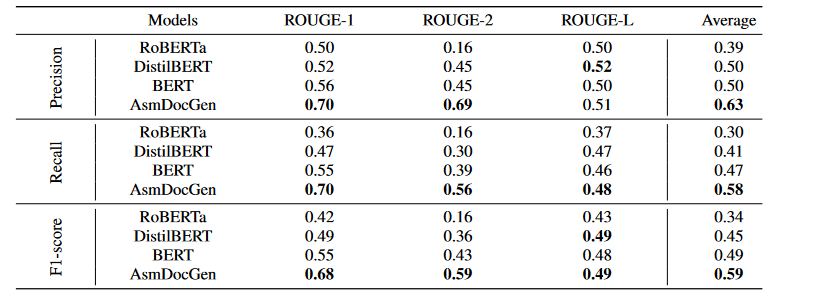 Models ROUGE-1 ROUGE-2 ROUGE-L Average
Precision
RoBERTa 0.50 0.16 0.50 0.39
DistilBERT 0.52 0.45 0.52 0.50
BERT 0.56 0.45 0.50 0.50
AsmDocGen 0.70 0.69 0.51 0.63
Recall
RoBERTa 0.36 0.16 0.37 0.30
DistilBERT 0.47 0.30 0.47 0.41
BERT 0.55 0.39 0.46 0.47
AsmDocGen 0.70 0.56 0.48 0.58
F1-score
RoBERTa 0.42 0.16 0.43 0.34
DistilBERT 0.49 0.36 0.49 0.45
BERT 0.55 0.43 0.48 0.49
AsmDocGen 0.68 0.59 0.49 0.59